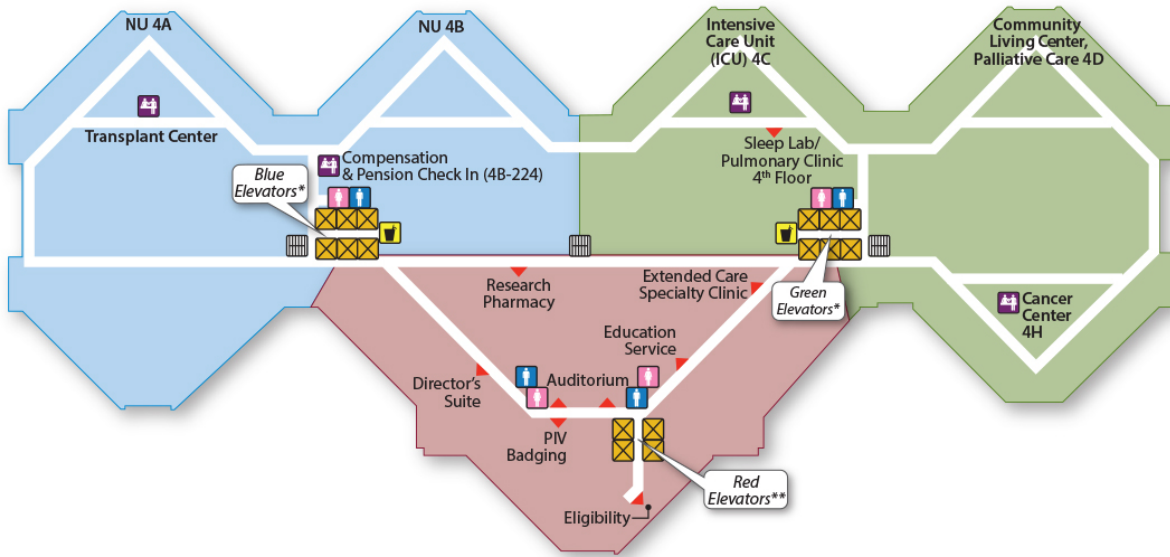 NU 4A
NU 4B
Intensive
Care Unit
(ICU) 4C
Community
Living Center,
Palliative Care 4D
Transplant Center
Compensation
& Pension Check In (4B-224)
Sleep Lab/
Pulmonary Clinic
4th Floor
Blue
Elevators*
Research
Pharmacy
Extended Care
Specialty Clinic
Green
Elevators*
Cancer
Center
4H
Education
Service
Director's
Suite
Auditorium
PIV
Badging
Red
Elevators**
Eligibility